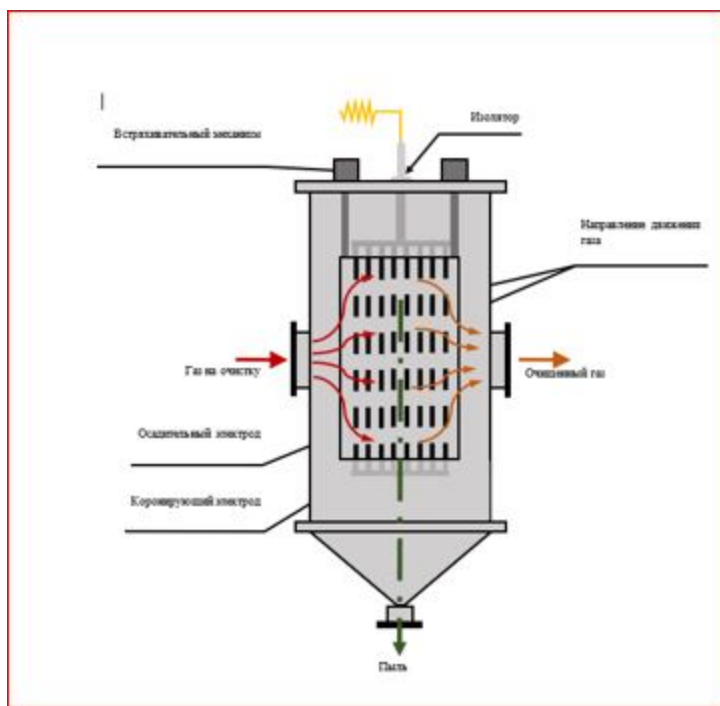 Изолятор
Встряхивательный механизм
Направление движения
газа
Газ на очистку
Очищенный газ
Осадительный электрод
Коронирующий электрод
Пыль